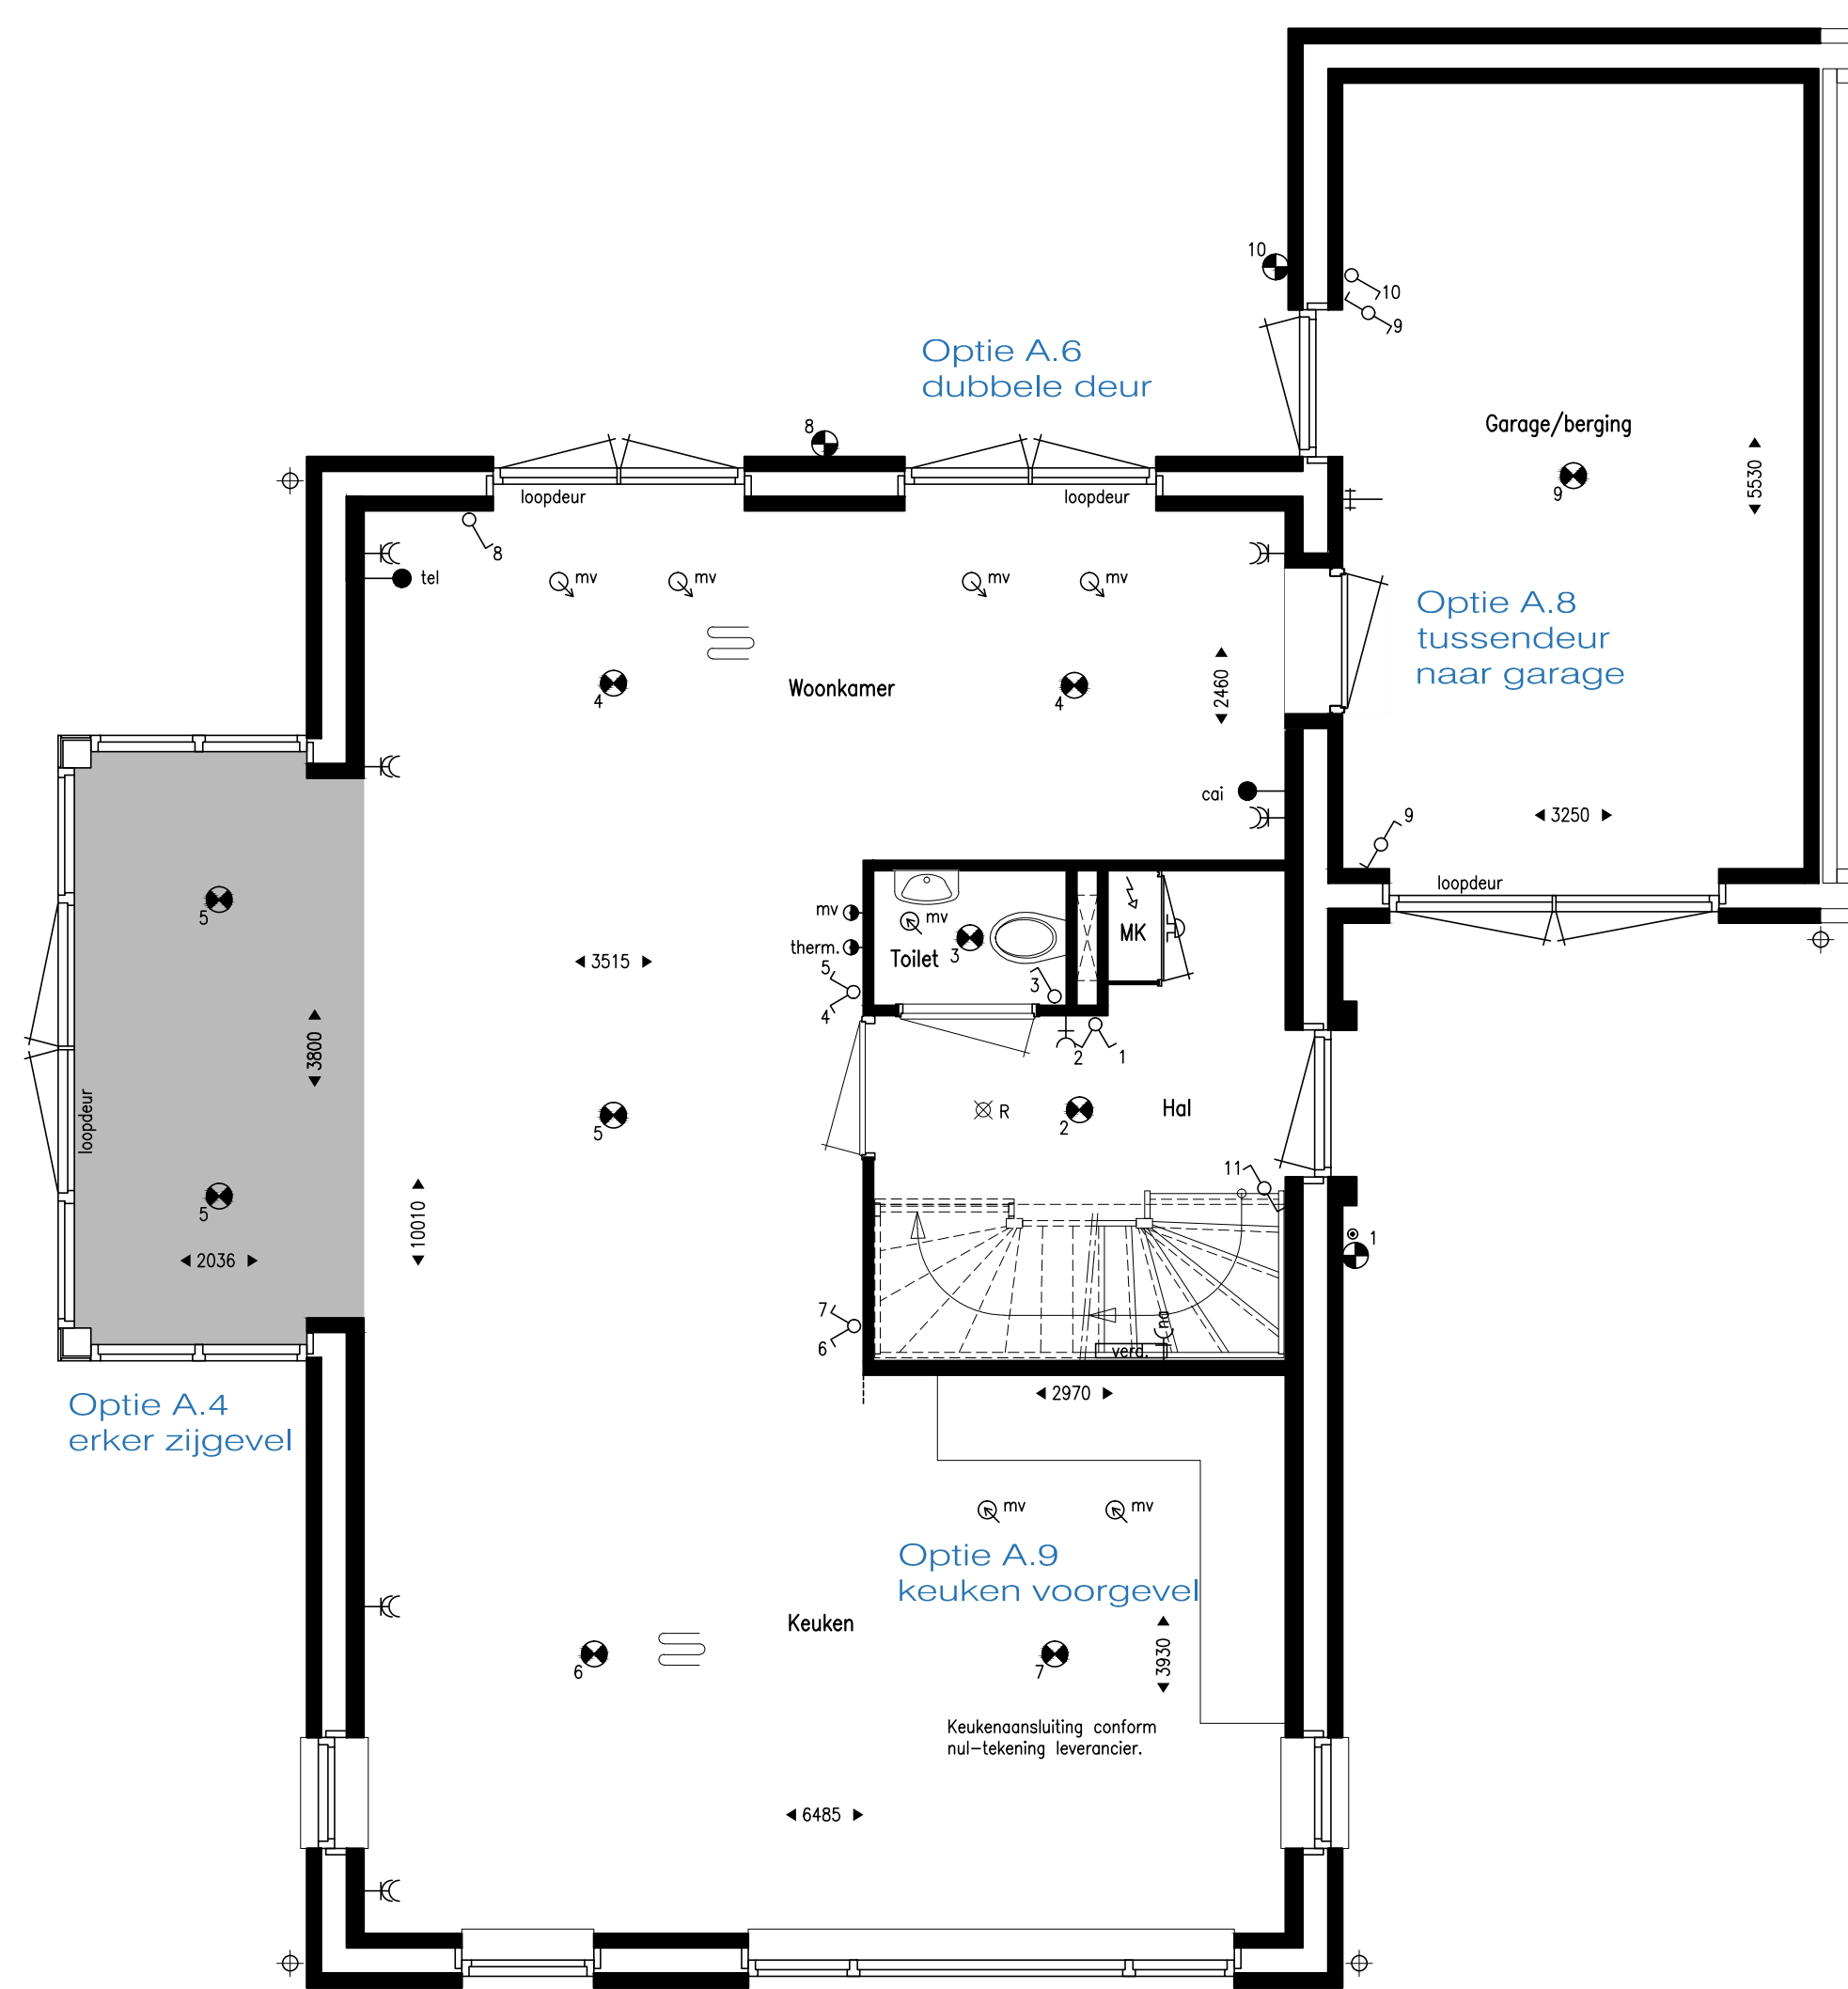 10
10
9
Optie A.6
dubbele deur
8
Garage/berging
9
5530
loopdeur
loopdeur
8
tel
mv
mv
mv
mv
Optie A.8
tussendeur
naar garage
4
Woonkamer
4
2460
cai
3250
9
loopdeur
5
mv
mv
therm.
Toilet
3
MK
5
4
3
3515
3800
loopdeur
2
1
5
R
2
Hal
11
5
2036
10010
1
7
6
verd.
2970
Optie A.4
erker zijgevel
mv
mv
Optie A.9
keuken voorgevel
Keuken
6
7
3930
Keukenaansluiting conform
nul-tekening leverancier.
6485